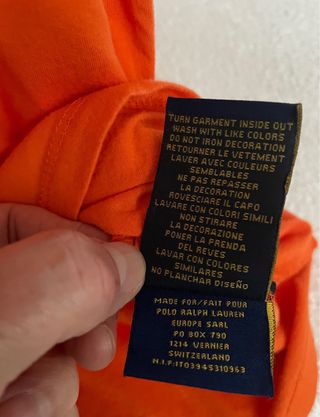 TURN GARMENT INSIDE OUT
WASH WITH LIKE COLORS
DO NOT IRON DECORATION
RETOURNER LE VETEMENT
LAVER AVEC COULEURS
SEMBLABLES
NE PAS REPASSER
LA DECORATION
ROVESCIARE IL CAPO
LAVARE CON COLORI SIMILI
NON STIRARE
LA DECORAZIONE
PONER LA PRENDA
DEL REVES
LAVAR CON COLORES
SIMILARES
NO PLANCHAR DISEÑO
MADE FOR/FAIT POUR
POLO RALPH LAUREN
EUROPE SARL
PO BOX 790
1214 VERNIER
SWITZERLAND
N.I.F:IT03945310963